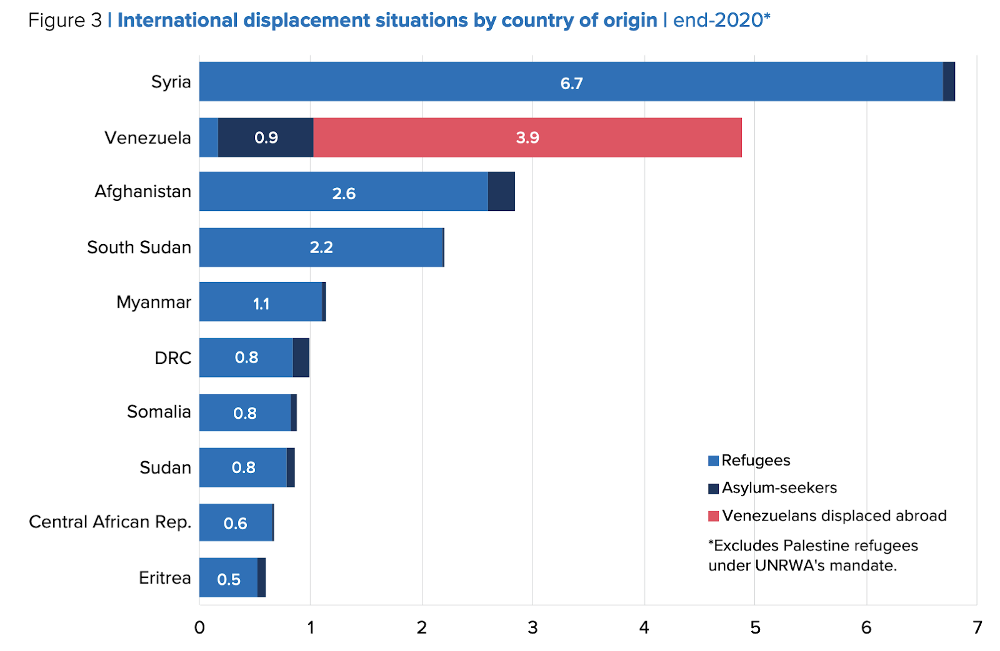 Figure 3 | International displacement situations by country of origin | end-2020*
Syria
6.7
Venezuela
0.9
3.9
Afghanistan
2.6
South Sudan
2.2
Myanmar
1.1
DRC
0.8
Somalia
0.8
Sudan
0.8
Central African Rep.
0.6
Eritrea
0.5
Refugees
Asylum-seekers
Venezuelans displaced abroad
*Excludes Palestine refugees
under UNRWA's mandate.
0 1 2 3 4 5 6 7